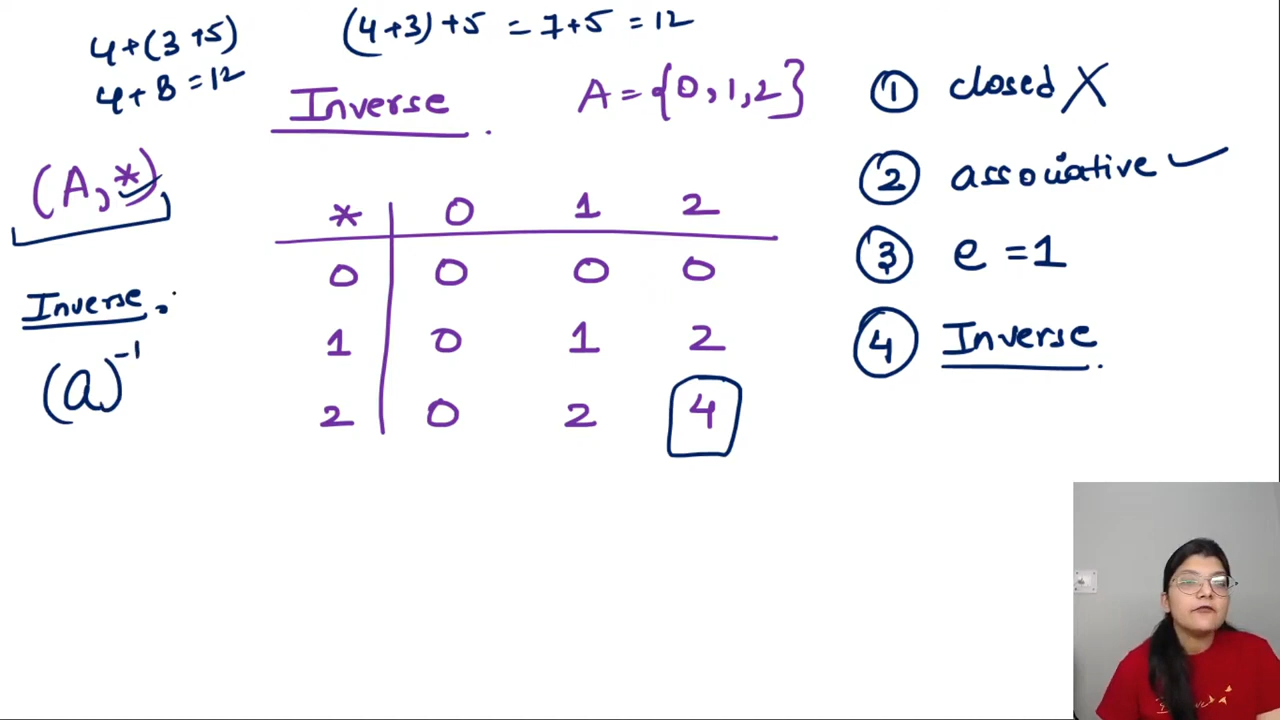 4+(3+5)
4+8=12
(4+3)+5 = 7+5 = 12
Inverse.
A = {0, 1, 2}
(A, *)
Inverse.
(a)⁻¹
* 0 1 2
0 0 0 0
1 0 1 2
2 0 2 4
① closed X
② associative ✓
③ e = 1
④ Inverse.